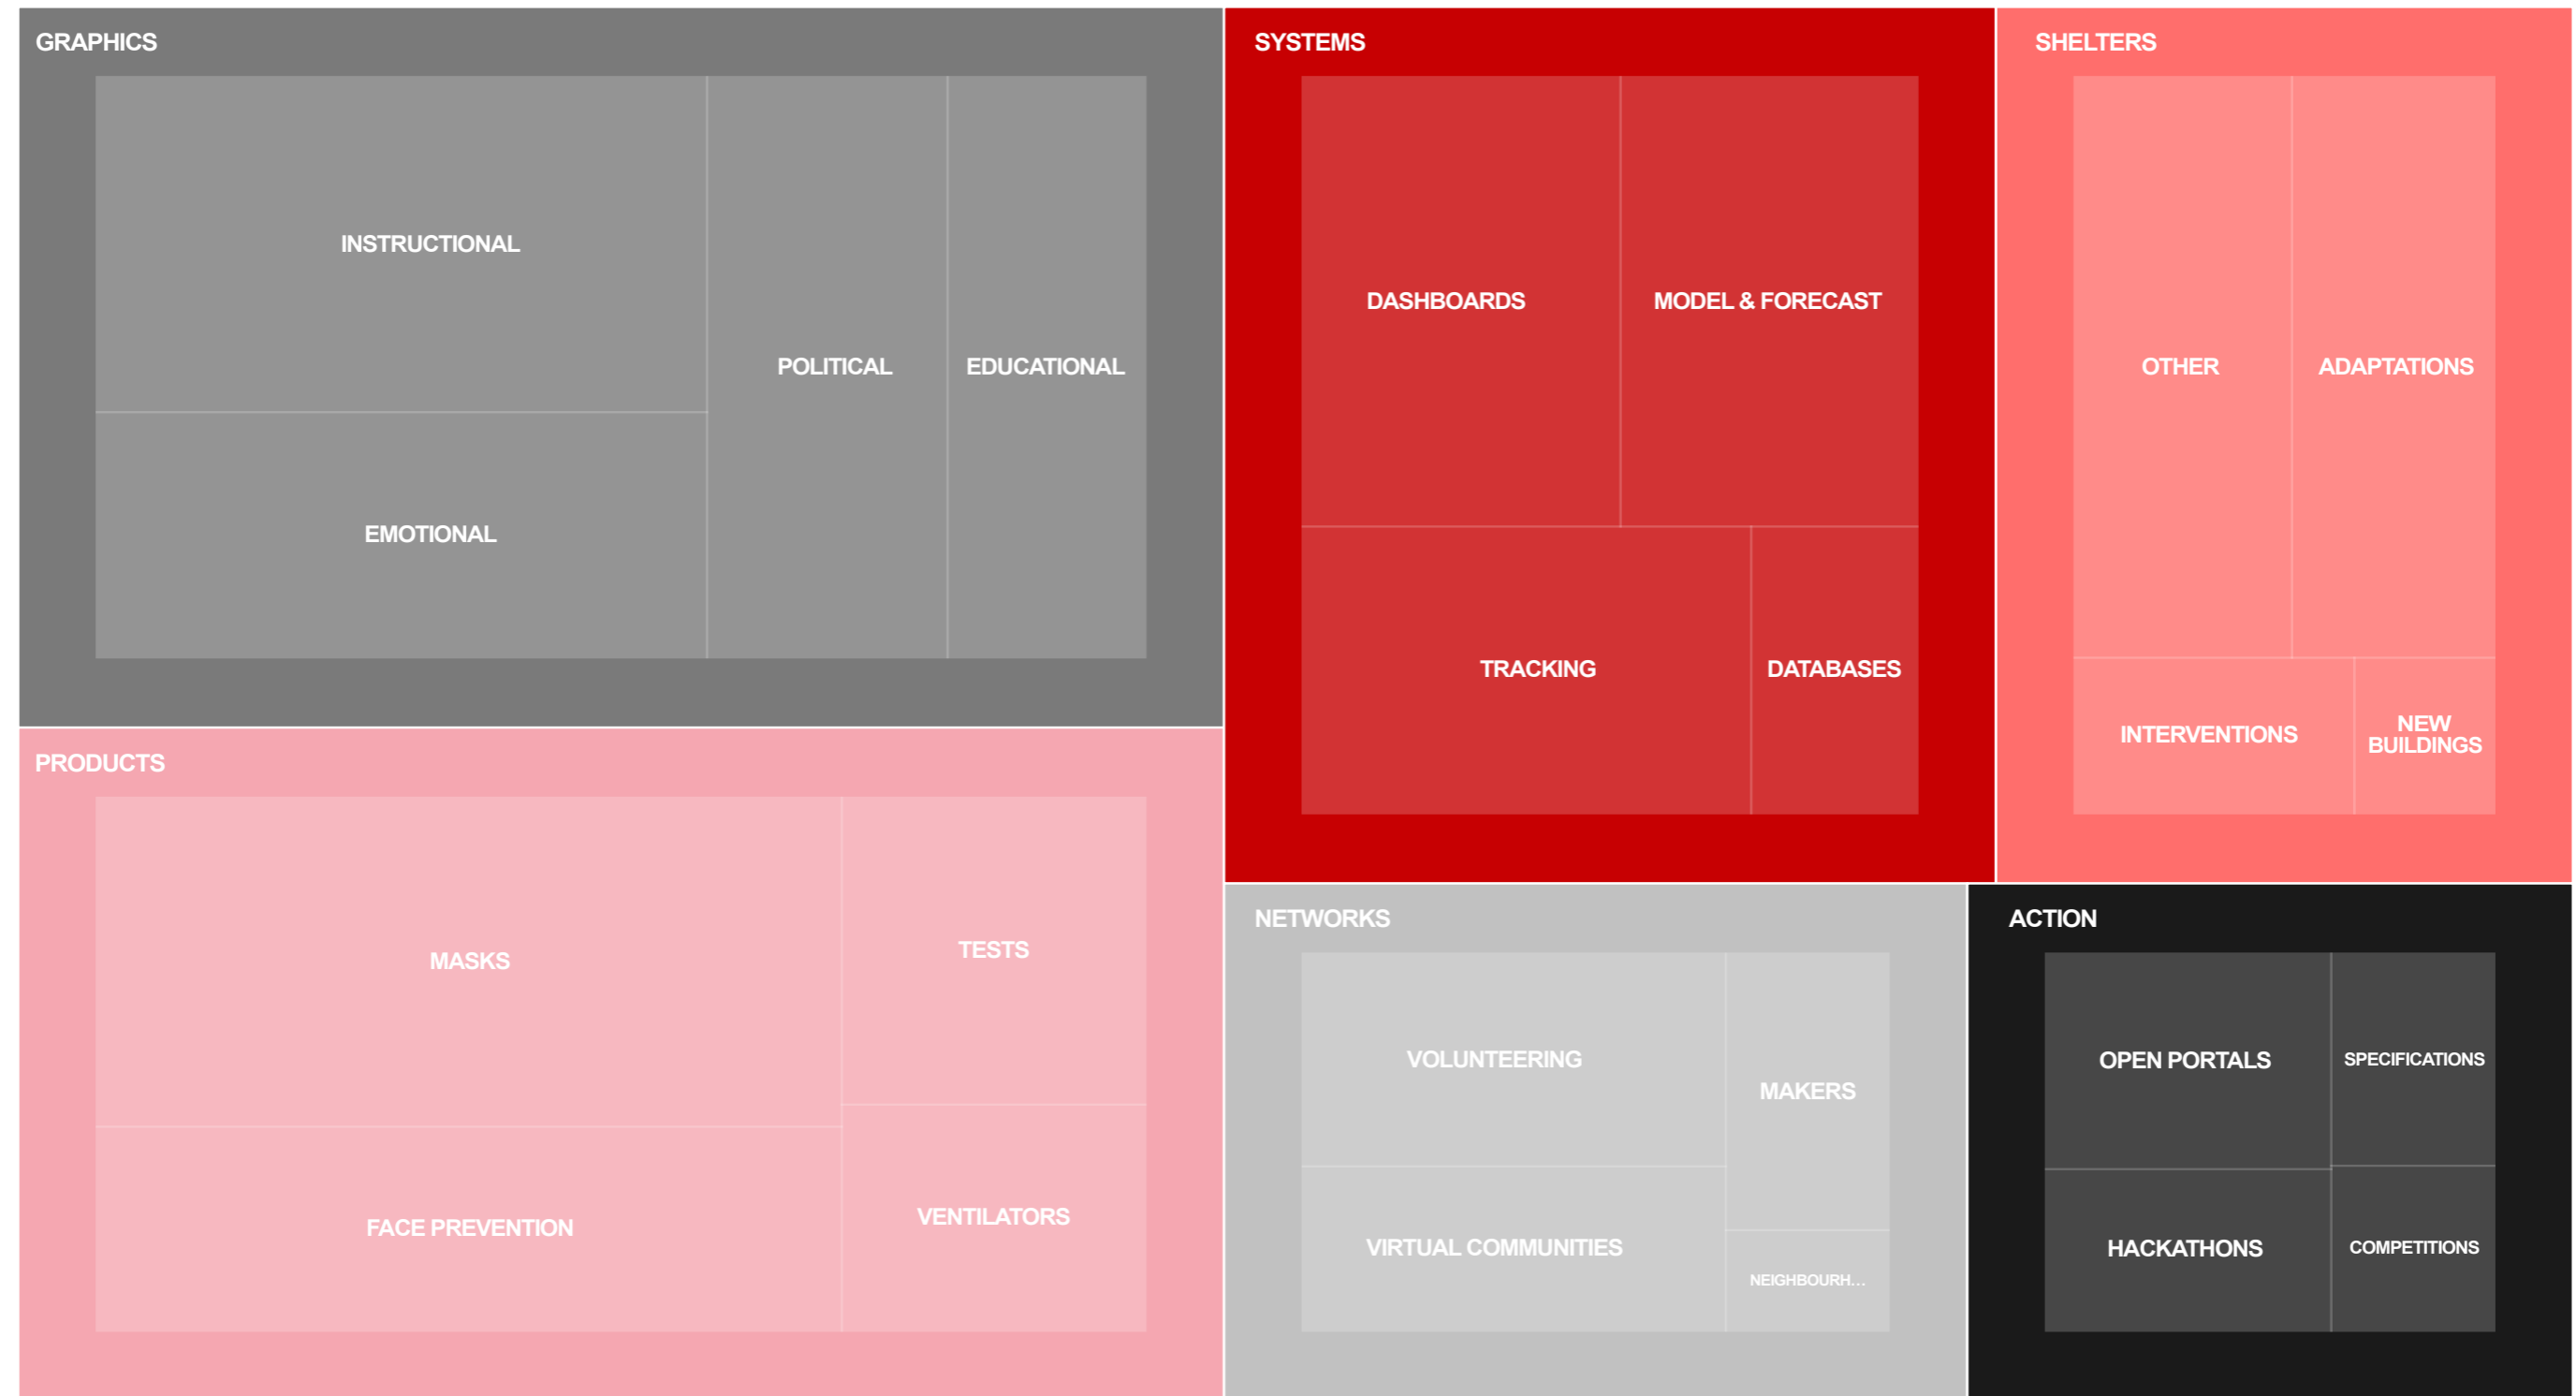 GRAPHICS
INSTRUCTIONAL
EMOTIONAL
POLITICAL
EDUCATIONAL
SYSTEMS
DASHBOARDS
MODEL & FORECAST
TRACKING
DATABASES
SHELTERS
OTHER
ADAPTATIONS
INTERVENTIONS
NEW
BUILDINGS
PRODUCTS
MASKS
TESTS
FACE PREVENTION
VENTILATORS
NETWORKS
VOLUNTEERING
MAKERS
VIRTUAL COMMUNITIES
NEIGHBOURH...
ACTION
OPEN PORTALS
SPECIFICATIONS
HACKATHONS
COMPETITIONS